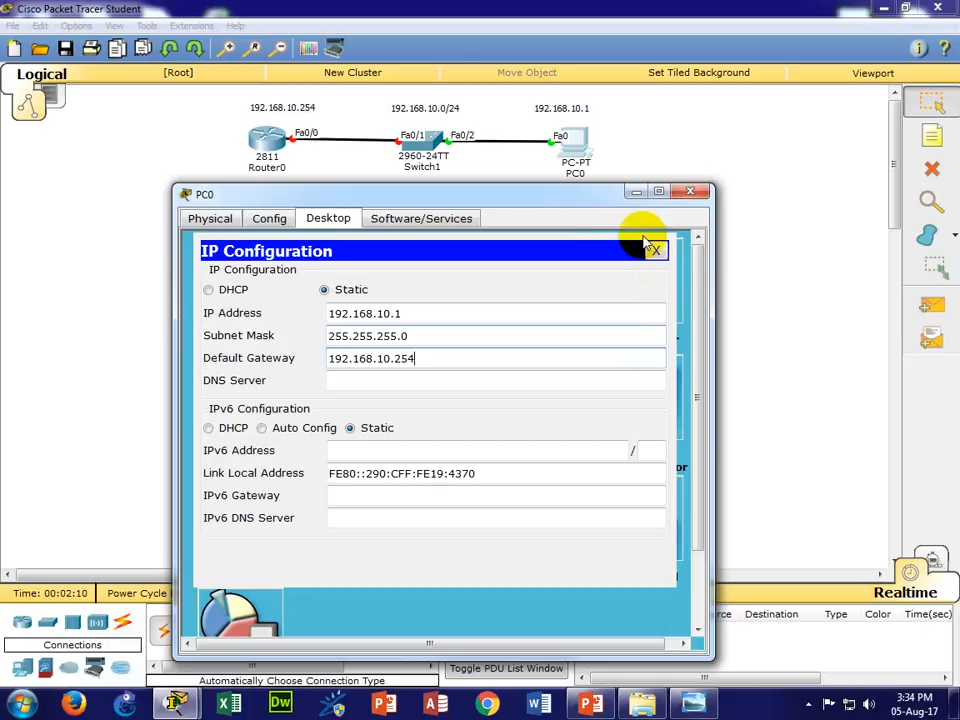 Cisco Packet Tracer Student
File Edit Options View Tools Extensions Help
Logical
[Root]
New Cluster
Move Object
Set Tiled Background
Viewport
192.168.10.254
192.168.10.0/24
192.168.10.1
Fa0/0
Fa0/1
Fa0/2
Fa0
2811
Router0
2960-24TT
Switch1
PC-PT
PC0
PC0
Physical Config Desktop Software/Services
IP Configuration
X
IP Configuration
DHCP Static
IP Address 192.168.10.1
Subnet Mask 255.255.255.0
Default Gateway 192.168.10.254
DNS Server
IPv6 Configuration
DHCP Auto Config Static
IPv6 Address /
Link Local Address FE80::290:CFF:FE19:4370
IPv6 Gateway
IPv6 DNS Server
Time: 00:02:10
Power Cycle
Realtime
Connections
Automatically Choose Connection Type
Toggle PDU List Window
Destination Type Color Time(sec)
3:34 PM
05-Aug-17